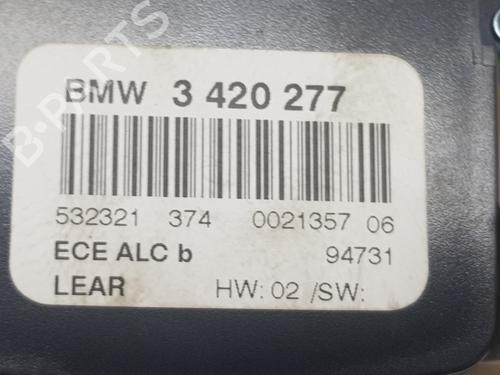 BMW 3 420 277
532321 374 0021357 06
ECE ALC b 94731
LEAR HW: 02 /SW:
B-PARTS